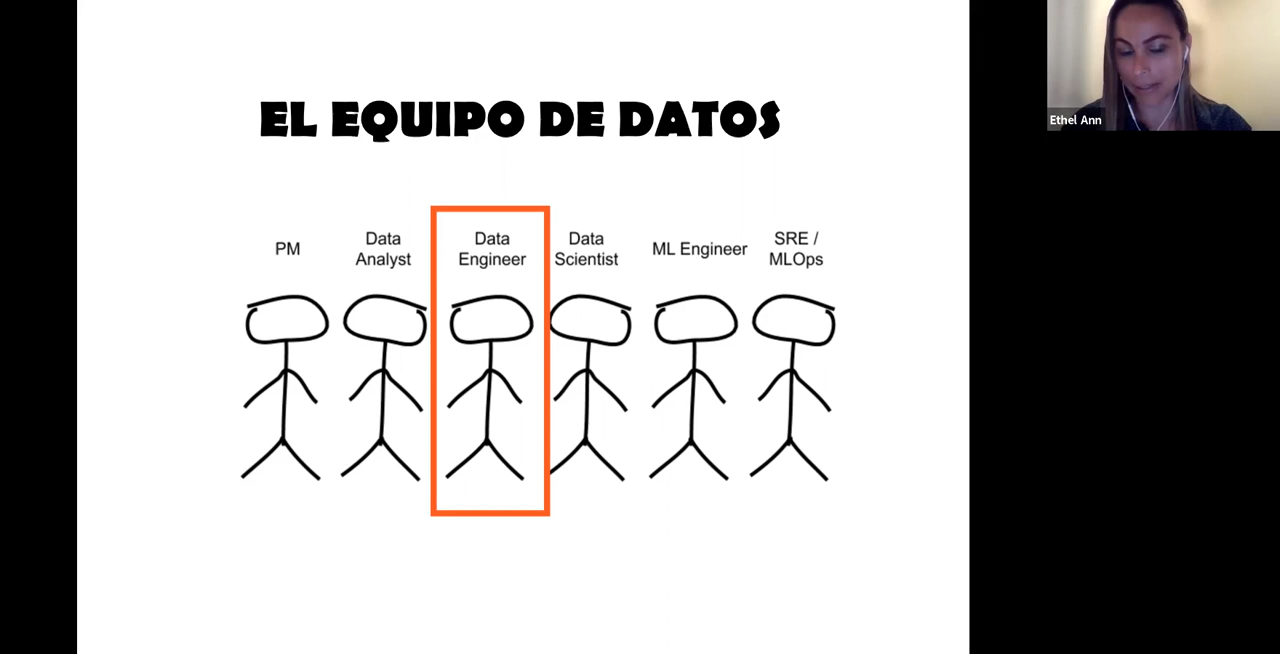 EL EQUIPO DE DATOS
PM
Data
Analyst
Data
Engineer
Data
Scientist
ML Engineer
SRE /
MLOps
Ethel Ann